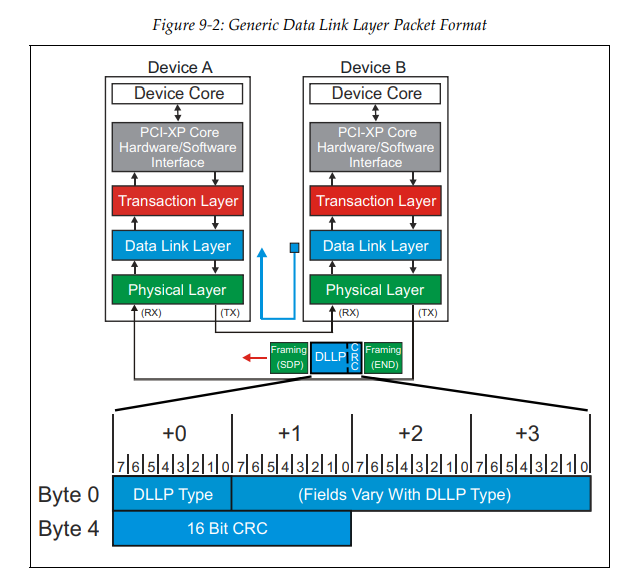 Figure 9-2: Generic Data Link Layer Packet Format
Device A
Device B
Device Core
Device Core
PCI-XP Core
Hardware/Software
Interface
PCI-XP Core
Hardware/Software
Interface
Transaction Layer
Transaction Layer
Data Link Layer
Data Link Layer
Physical Layer
Physical Layer
(RX)
(TX)
(RX)
(TX)
Framing
(SDP)
DLLP
CRC
Framing
(END)
+0
+1
+2
+3
7 6 5 4 3 2 1 0 7 6 5 4 3 2 1 0 7 6 5 4 3 2 1 0 7 6 5 4 3 2 1 0
Byte 0
DLLP Type
(Fields Vary With DLLP Type)
Byte 4
16 Bit CRC